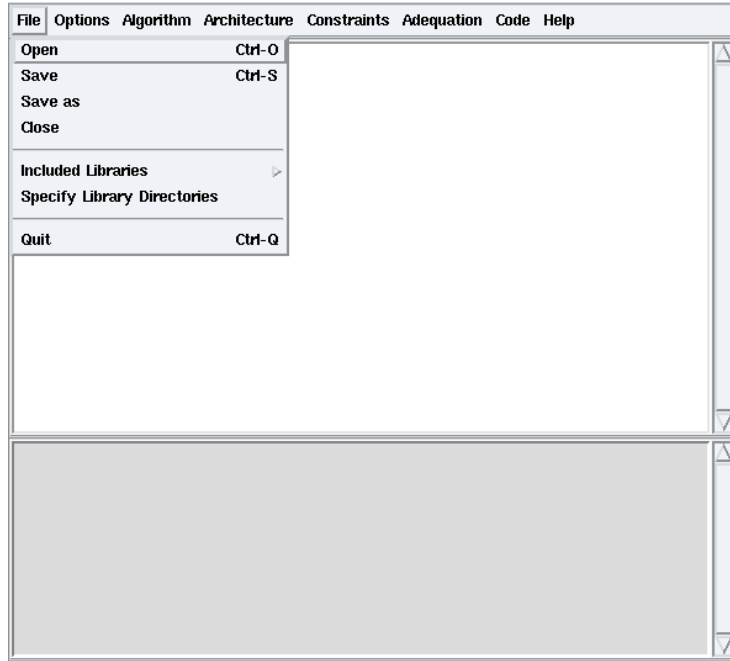 File Options Algorithm Architecture Constraints Adequation Code Help
Open Ctrl-O
Save Ctrl-S
Save as
Close
Included Libraries
Specify Library Directories
Quit Ctrl-Q